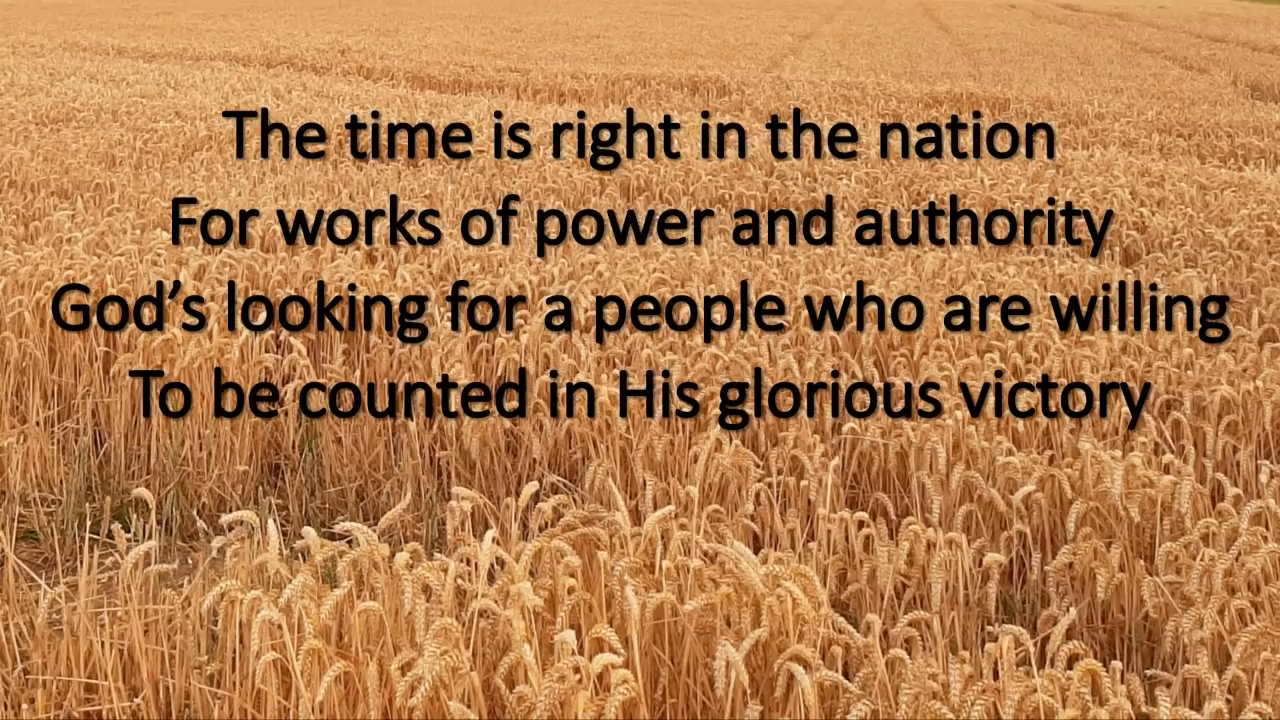 The time is right in the nation
For works of power and authority
God’s looking for a people who are willing
To be counted in His glorious victory